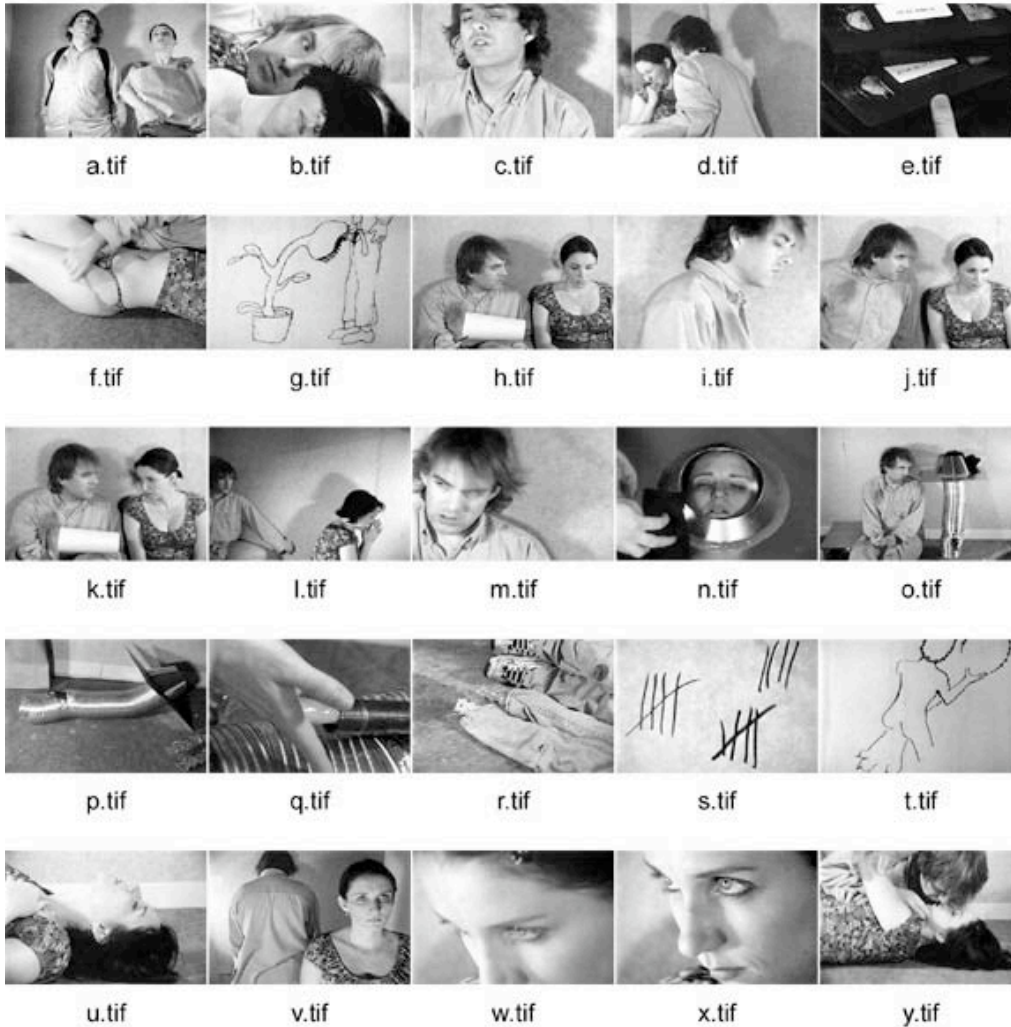 a.tif b.tif c.tif d.tif e.tif
f.tif g.tif h.tif i.tif j.tif
k.tif l.tif m.tif n.tif o.tif
p.tif q.tif r.tif s.tif t.tif
u.tif v.tif w.tif x.tif y.tif